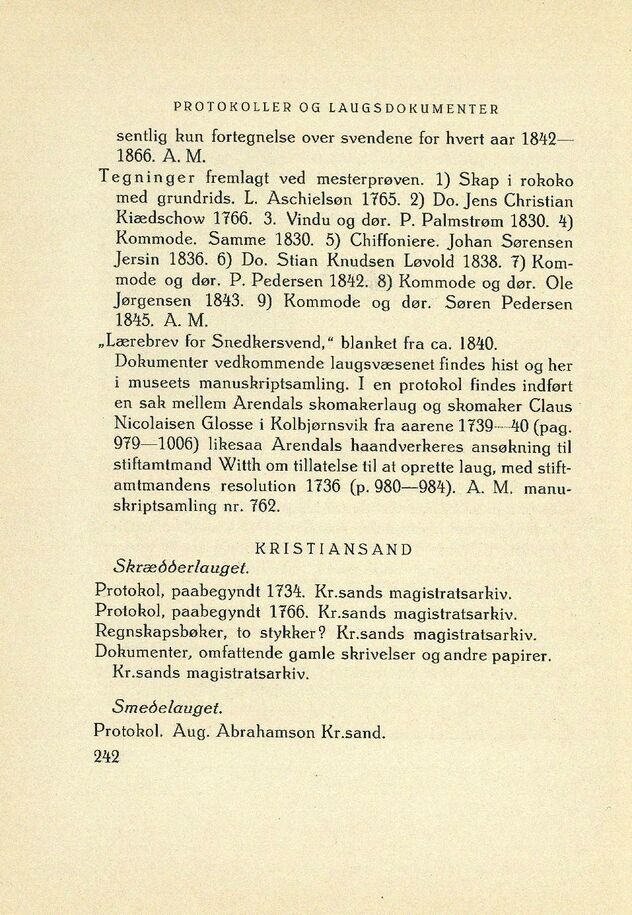 PROTOKOLLER OG LAUGSDOKUMENTER
sentlig kun fortegnelse over svendene for hvert aar 1842—
1866. A. M.
Tegninger fremlagt ved mesterprøven. 1) Skap i rokoko
med grundrids. L. Aschielsøn 1765. 2) Do. Jens Christian
Kiædschow 1766. 3. Vindu og dør. P. Palmstrøm 1830. 4)
Kommode. Samme 1830. 5) Chiffoniere. Johan Sørensen
Jersin 1836. 6) Do. Stian Knudsen Løvold 1838. 7) Kom-
mode og dør. P. Pedersen 1842. 8) Kommode og dør. Ole
Jørgensen 1843. 9) Kommode og dør. Søren Pedersen
1845. A. M.
„Lærebrev for Snedkersvend,“ blanket fra ca. 1840.
Dokumenter vedkommende laugsvæsenet findes hist og her
i museets manuskriptsamling. I en protokol findes indført
en sak mellem Arendals skomakerlaug og skomaker Claus
Nicolaisen Glosse i Kolbjørnsvik fra aarene 1739—40 (pag.
979—1006) likesaa Arendals haandverkeres ansøkning til
stiftamtmand Witth om tillatelse til at oprette laug, med stift-
amtmandens resolution 1736 (p. 980—984). A. M. manu-
skriptsamling nr. 762.
KRISTIANSAND
Skrædderlauget.
Protokol, paabegyndt 1734. Kr.sands magistratsarkiv.
Protokol, paabegyndt 1766. Kr.sands magistratsarkiv.
Regnskapsbøker, to stykker? Kr.sands magistratsarkiv.
Dokumenter, omfattende gamle skrivelser og andre papirer.
Kr.sands magistratsarkiv.
Smedelauget.
Protokol. Aug. Abrahamson Kr.sand.
242